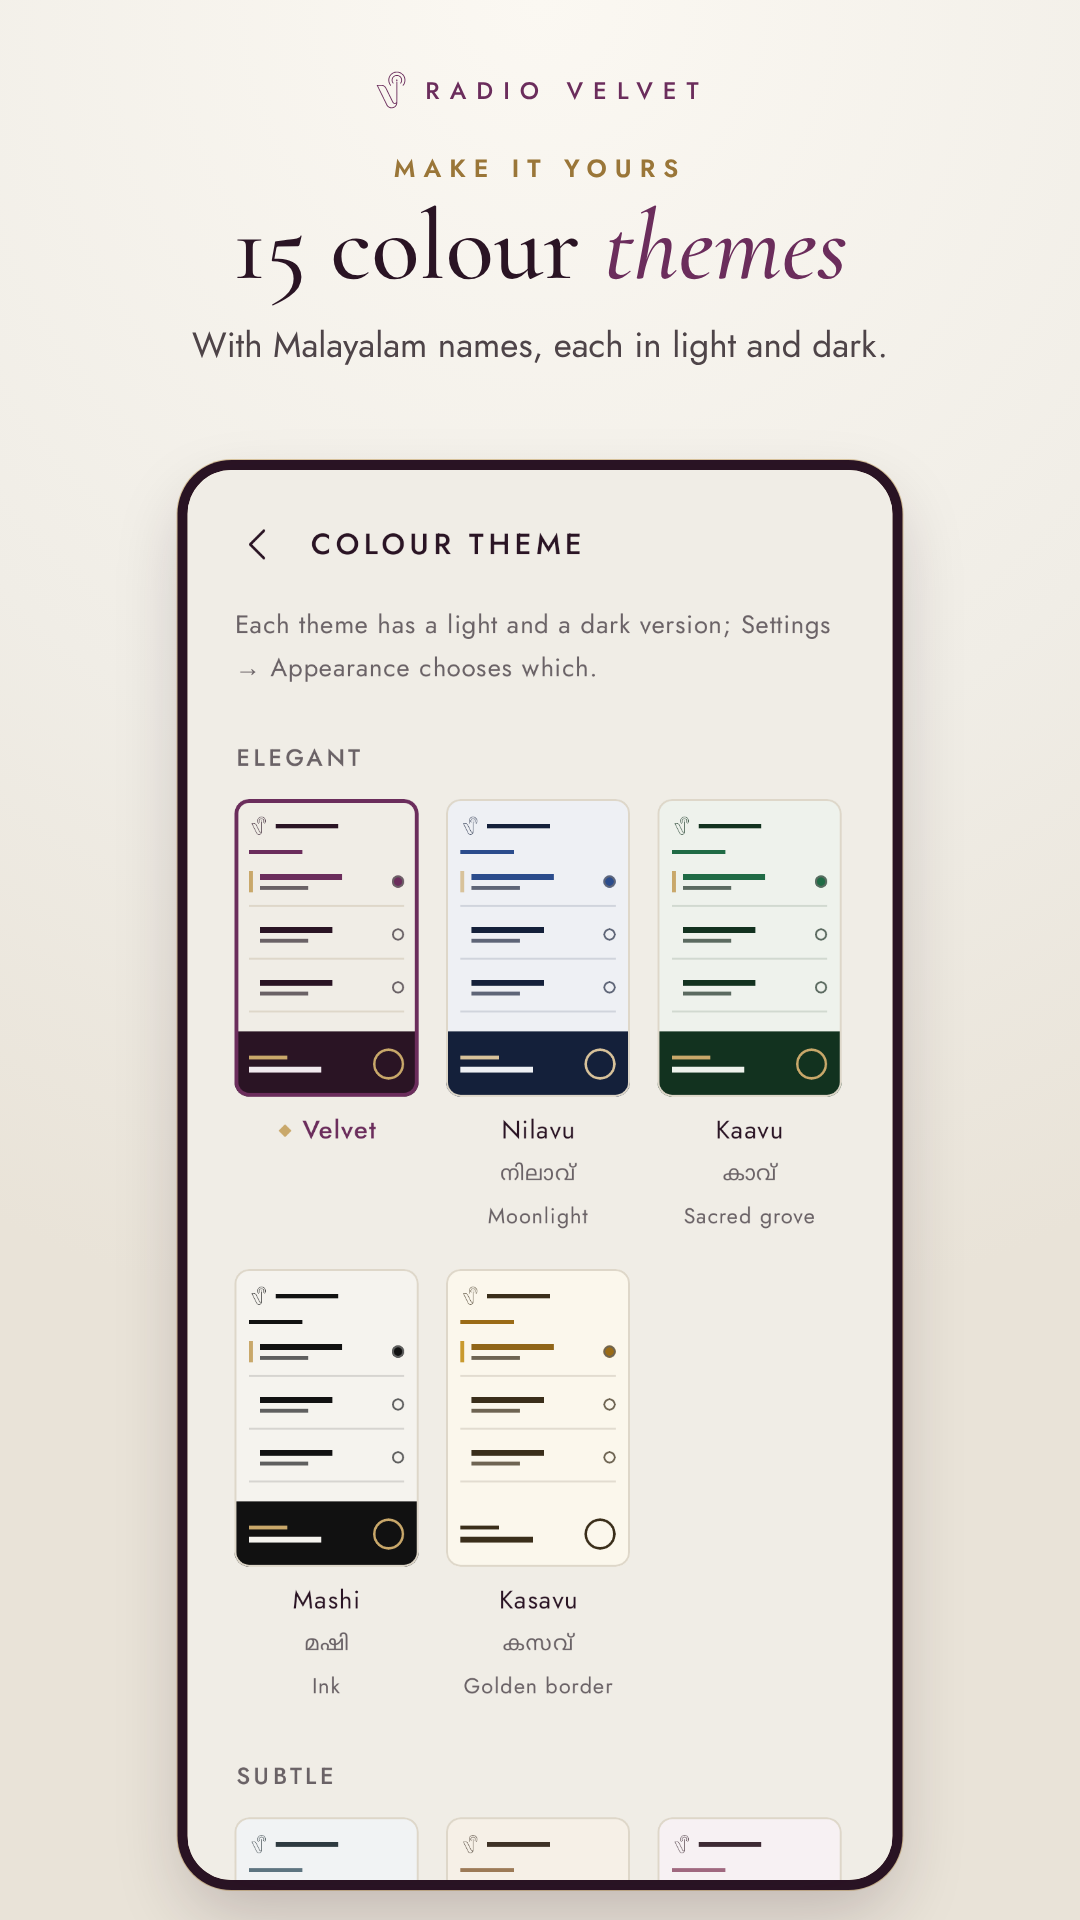 RADIO VELVET
MAKE IT YOURS
15 colour themes
With Malayalam names, each in light and dark.
COLOUR THEME
Each theme has a light and a dark version; Settings
→ Appearance chooses which.
ELEGANT
Velvet
Nilavu
Kaavu
നിലാവ്
കാവ്
Moonlight
Sacred grove
Mashi
Kasavu
മഷി
കസവ്
Ink
Golden border
SUBTLE